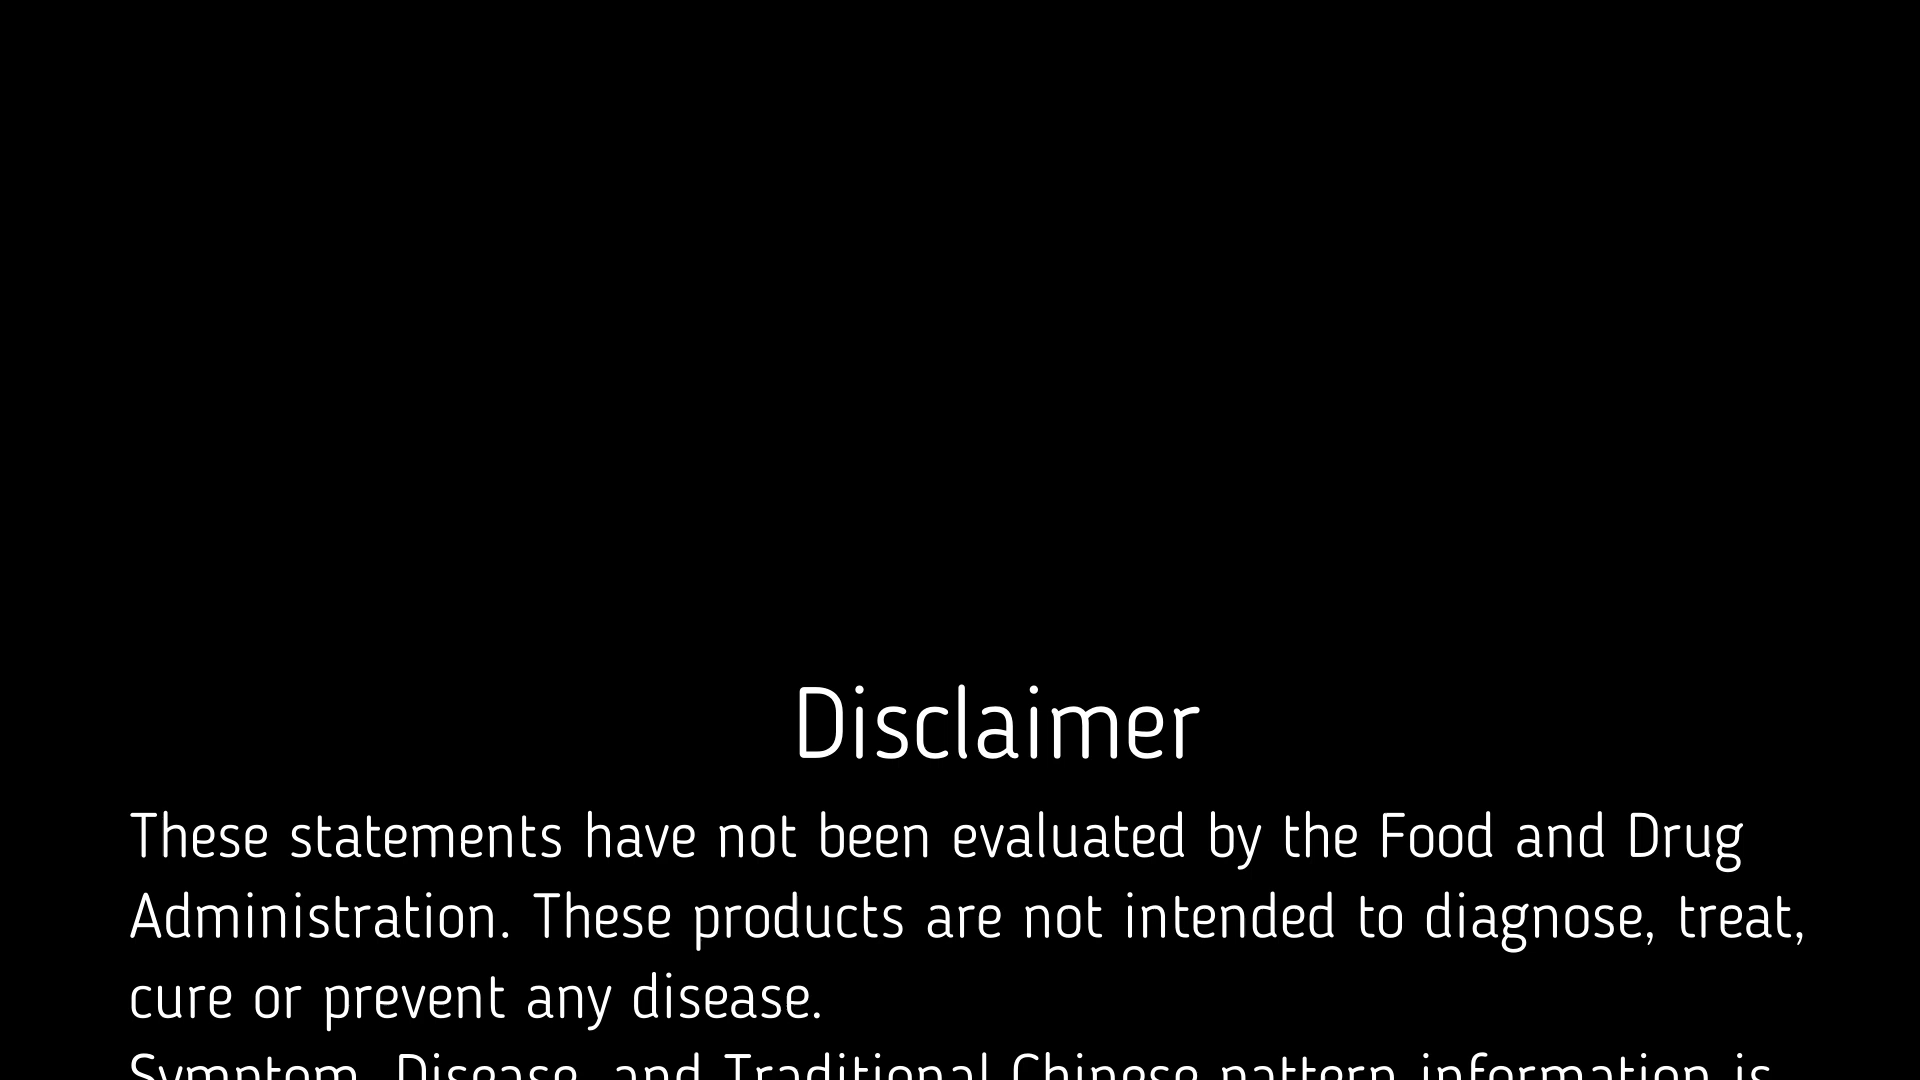 Disclaimer
These statements have not been evaluated by the Food and Drug
Administration. These products are not intended to diagnose, treat,
cure or prevent any disease.
Symptom, Disease, and Traditional Chinese pattern information is